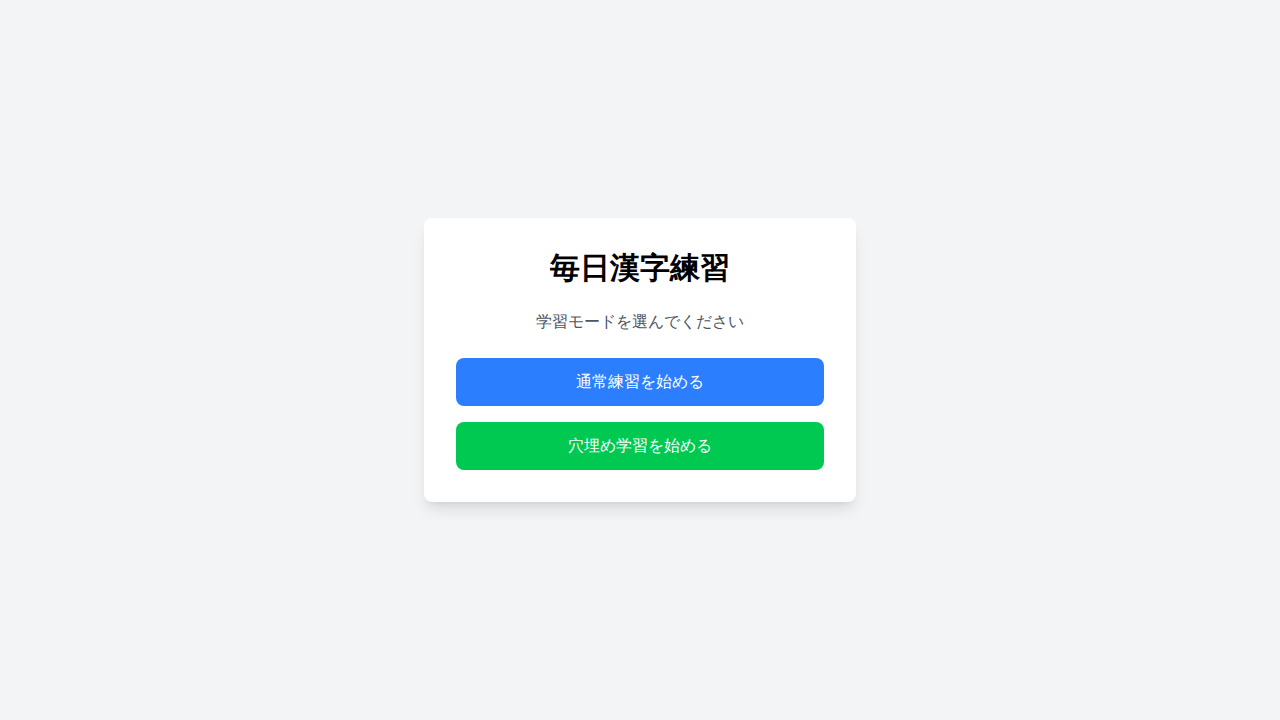 毎日漢字練習
学習モードを選んでください
通常練習を始める
穴埋め学習を始める